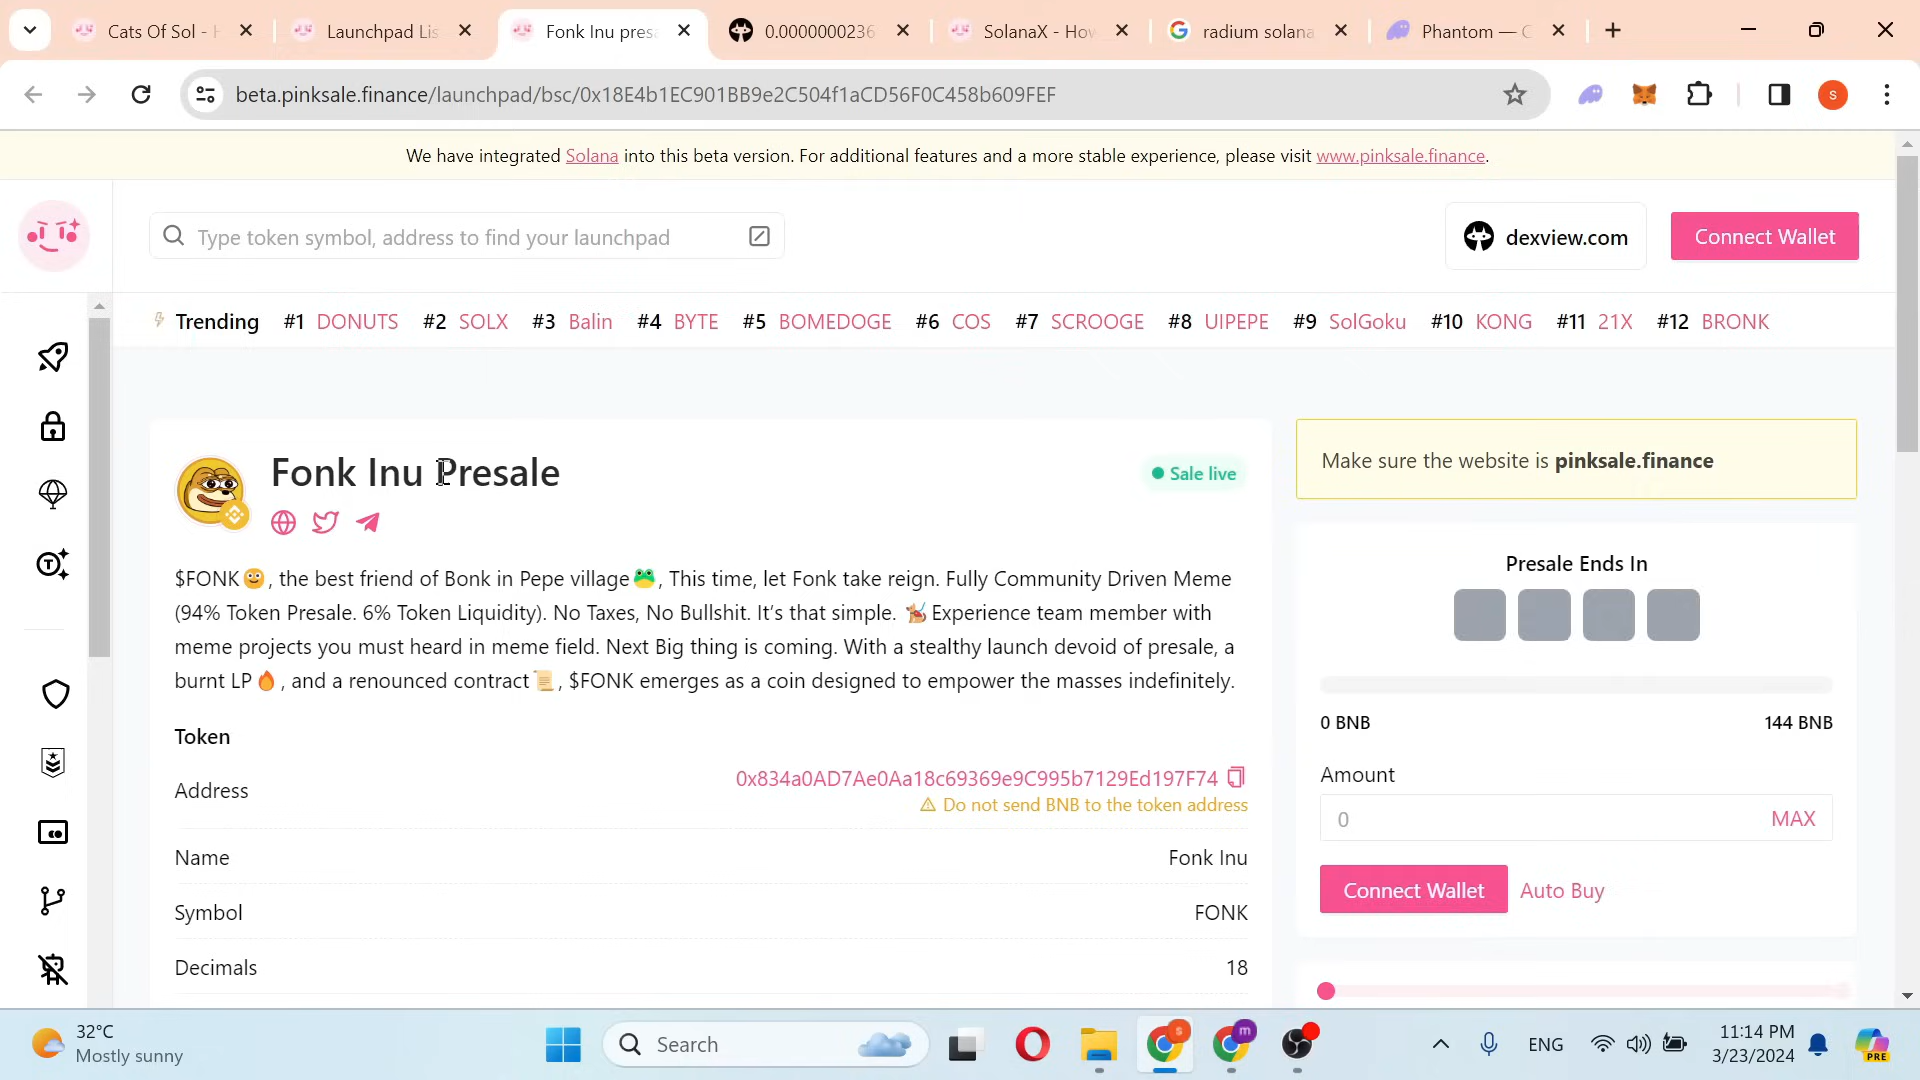 Cats Of Sol - H
Launchpad Lis
Fonk Inu pres
0.0000000236
SolanaX - How
radium solana
Phantom — C
beta.pinksale.finance/launchpad/bsc/0x18E4b1EC901BB9e2C504f1aCD56F0C458b609FEF
S
We have integrated Solana into this beta version. For additional features and a more stable experience, please visit www.pinksale.finance.
Type token symbol, address to find your launchpad
dexview.com
Connect Wallet
Trending #1 DONUTS #2 SOLX #3 Balin #4 BYTE #5 BOMEDOGE #6 COS #7 SCROOGE #8 UIPEPE #9 SolGoku #10 KONG #11 21X #12 BRONK
Fonk Inu Presale
Sale live
$FONK😊, the best friend of Bonk in Pepe village🐸, This time, let Fonk take reign. Fully Community Driven Meme
(94% Token Presale. 6% Token Liquidity). No Taxes, No Bullshit. It's that simple. 🐕‍🦺Experience team member with
meme projects you must heard in meme field. Next Big thing is coming. With a stealthy launch devoid of presale, a
burnt LP🔥, and a renounced contract📜, $FONK emerges as a coin designed to empower the masses indefinitely.
Token
Address
0x834a0AD7Ae0Aa18c69369e9C995b7129Ed197F74
⚠ Do not send BNB to the token address
Name
Fonk Inu
Symbol
FONK
Decimals
18
Make sure the website is pinksale.finance
Presale Ends In
0 BNB
144 BNB
Amount
0
MAX
Connect Wallet
Auto Buy
32°C
Mostly sunny
Search
S
m
ENG
11:14 PM
3/23/2024
PRE